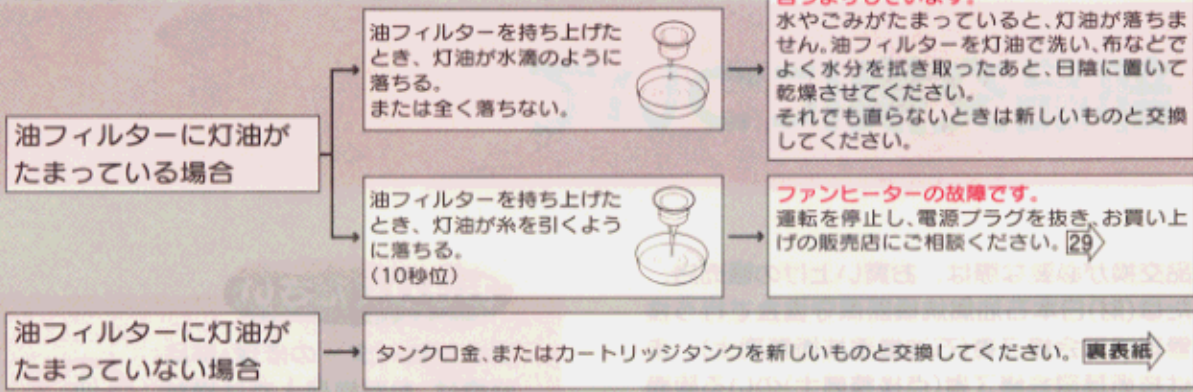 油フィルターに灯油が
たまっている場合
油フィルターを持ち上げた
とき、灯油が水滴のように
落ちる。
または全く落ちない。
水やごみがたまっていると、灯油が落ちま
せん。油フィルターを灯油で洗い、布などで
よく水分を拭き取ったあと、日陰に置いて
乾燥させてください。
それでも直らないときは新しいものと交換
してください。
油フィルターを持ち上げた
とき、灯油が糸を引くよう
に落ちる。
(10秒位)
ファンヒーターの故障です。
運転を停止し、電源プラグを抜き、お買い上
げの販売店にご相談ください。29
油フィルターに灯油が
たまっていない場合
タンク口金、またはカートリッジタンクを新しいものと交換してください。裏表紙